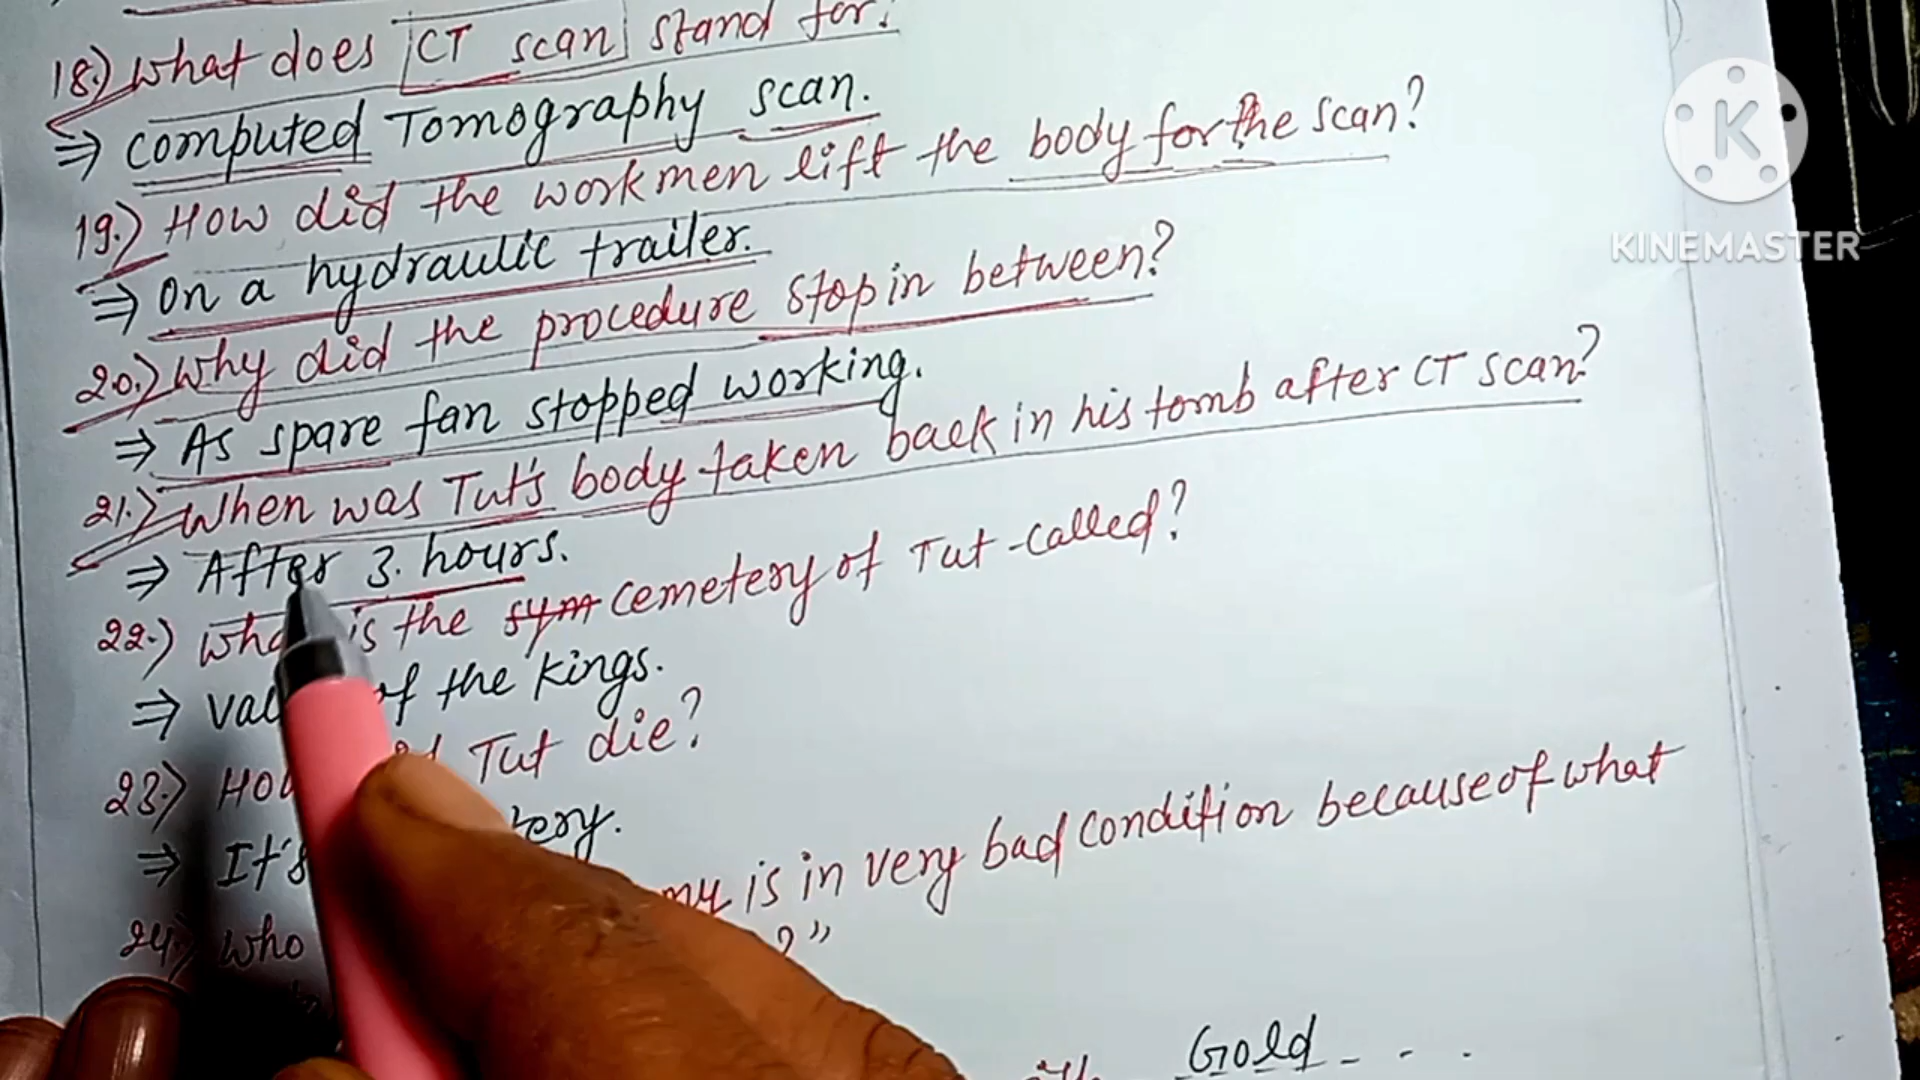 18.) What does CT scan stand for?
⇒ Computed Tomography scan.
19.) How did the workmen lift the body for the scan?
⇒ On a hydraulic trailer.
20.) Why did the procedure stop in between?
⇒ As spare fan stopped working.
21.) When was Tut's body taken back in his tomb after CT scan?
⇒ After 3. hours.
22.) is the sym cemetery of Tut called?
⇒ of the kings.
23.) Tut die?
⇒ It's
24.) Who is in very bad condition because of what
?"
Gold - - .
K
KINEMASTER